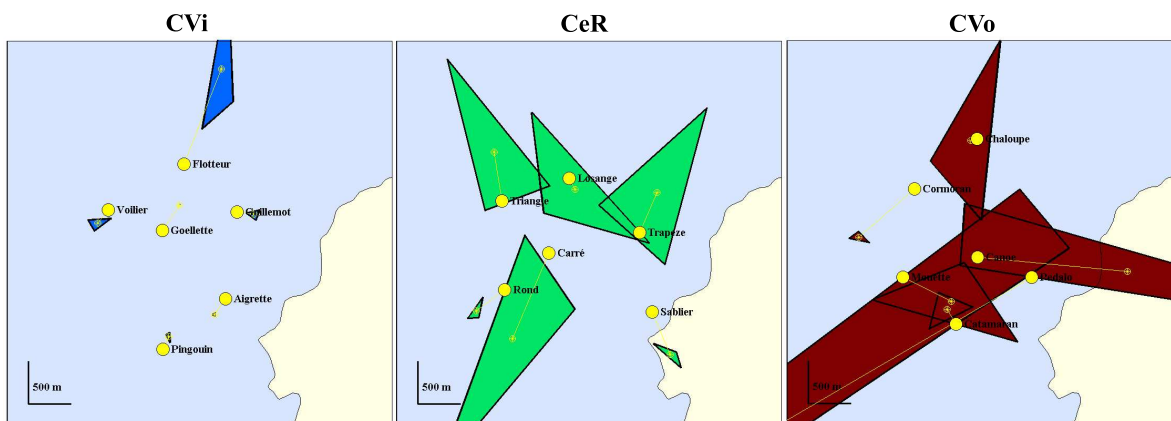 CVi
CeR
CVo
Flotteur
Voilier
Guillemot
Goellette
Aigrette
Pingouin
500 m
Losange
Triangle
Trapeze
Carré
Rond
Sablier
500 m
Chaloupe
Cormoran
Canoe
Mouette
Pedalo
Catamaran
500 m